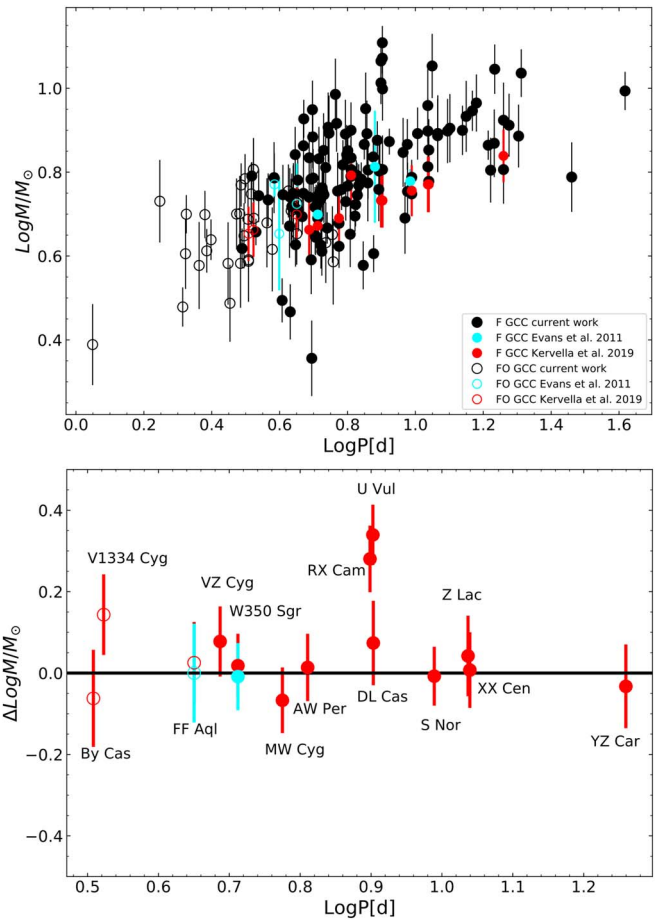 LogM/M⊙
1.0
0.8
0.6
0.4
F GCC current work
F GCC Evans et al. 2011
F GCC Kervella et al. 2019
FO GCC current work
FO GCC Evans et al. 2011
FO GCC Kervella et al. 2019
0.0 0.2 0.4 0.6 0.8 1.0 1.2 1.4 1.6
LogP[d]
ΔLogM/M⊙
0.4
0.2
0.0
−0.2
−0.4
U Vul
V1334 Cyg
RX Cam
VZ Cyg
W350 Sgr
Z Lac
By Cas
FF Aql
MW Cyg
AW Per
DL Cas
S Nor
XX Cen
YZ Car
0.5 0.6 0.7 0.8 0.9 1.0 1.1 1.2
LogP[d]